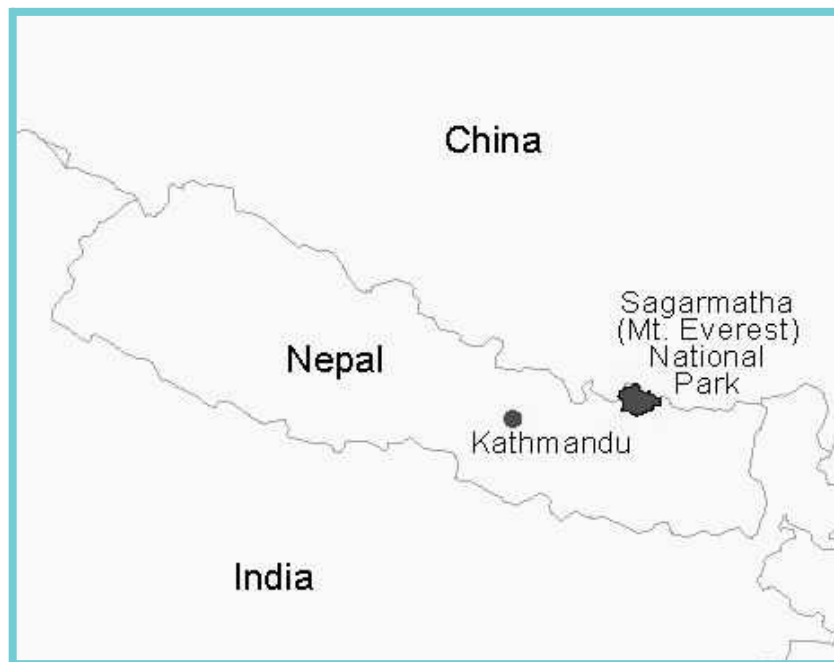 China
Sagarmatha
(Mt. Everest)
National
Park
Nepal
Kathmandu
India